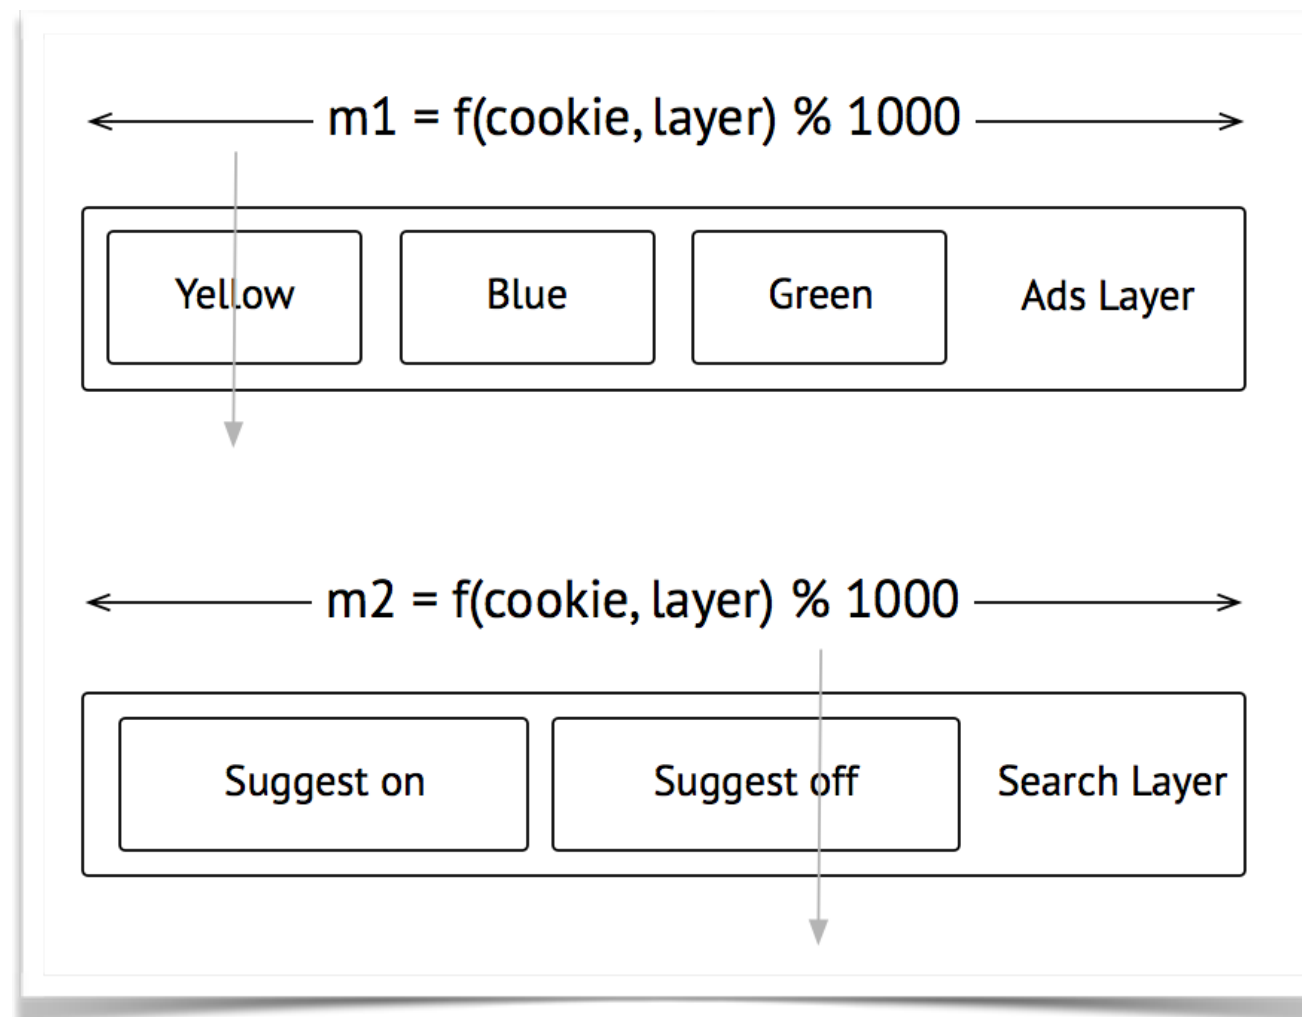 m1 = f(cookie, layer) % 1000
Yellow Blue Green Ads Layer
m2 = f(cookie, layer) % 1000
Suggest on Suggest off Search Layer